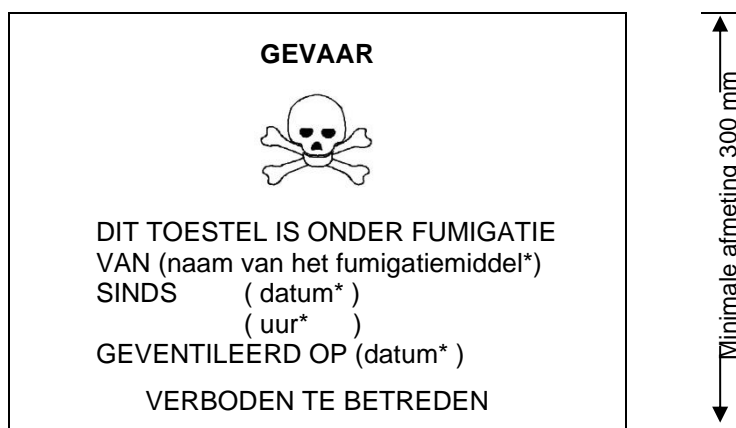 GEVAAR
DIT TOESTEL IS ONDER FUMIGATIE
VAN (naam van het fumigatiemiddel*)
SINDS ( datum* )
( uur* )
GEVENTILEERD OP (datum* )
VERBODEN TE BETREDEN
Minimale afmeting 300 mm